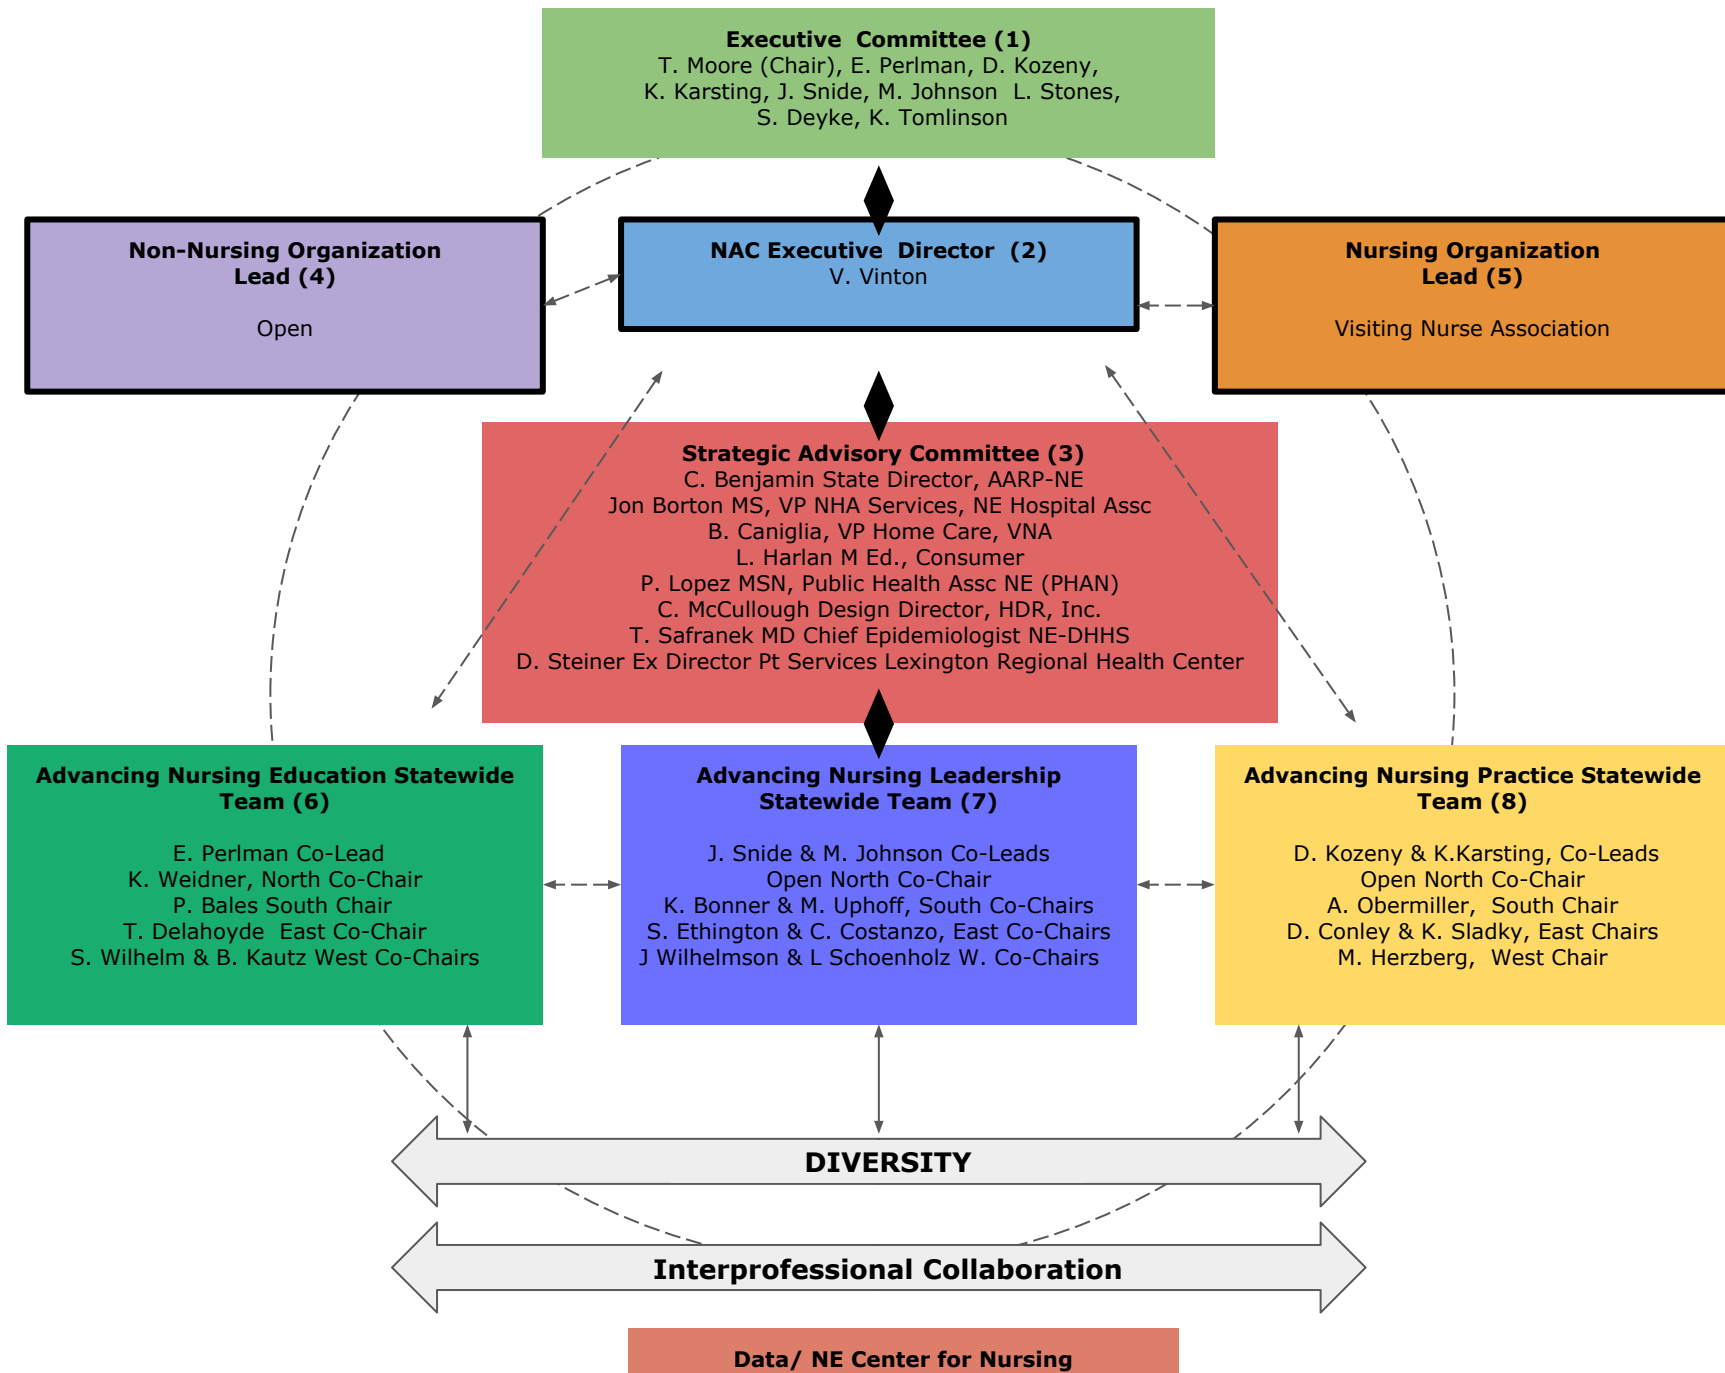 Executive  Committee (1)
T. Moore (Chair), E. Perlman, D. Kozeny,
K. Karsting, J. Snide, M. Johnson  L. Stones,
S. Deyke, K. Tomlinson
Non-Nursing Organization
Lead (4)
Open
NAC Executive  Director  (2)
V. Vinton
Nursing Organization
Lead (5)
Visiting Nurse Association
Strategic Advisory Committee (3)
C. Benjamin State Director, AARP-NE
Jon Borton MS, VP NHA Services, NE Hospital Assc
B. Caniglia, VP Home Care, VNA
L. Harlan M Ed., Consumer
P. Lopez MSN, Public Health Assc NE (PHAN)
C. McCullough Design Director, HDR, Inc.
T. Safranek MD Chief Epidemiologist NE-DHHS
D. Steiner Ex Director Pt Services Lexington Regional Health Center
Advancing Nursing Education Statewide
Team (6)
E. Perlman Co-Lead
K. Weidner, North Co-Chair
P. Bales South Chair
T. Delahoyde  East Co-Chair
S. Wilhelm & B. Kautz West Co-Chairs
Advancing Nursing Leadership
Statewide Team (7)
J. Snide & M. Johnson Co-Leads
Open North Co-Chair
K. Bonner & M. Uphoff, South Co-Chairs
S. Ethington & C. Costanzo, East Co-Chairs
J Wilhelmson & L Schoenholz W. Co-Chairs
Advancing Nursing Practice Statewide
Team (8)
D. Kozeny & K.Karsting, Co-Leads
Open North Co-Chair
A. Obermiller,  South Chair
D. Conley & K. Sladky, East Chairs
M. Herzberg,  West Chair
DIVERSITY
Interprofessional Collaboration
Data/ NE Center for Nursing